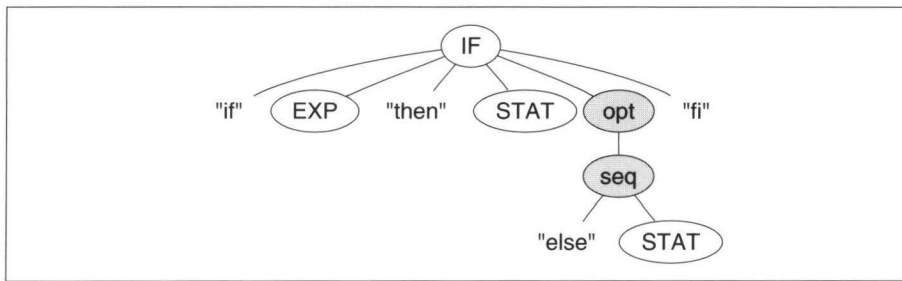 IF
"if" EXP "then" STAT opt "fi"
seq
"else" STAT